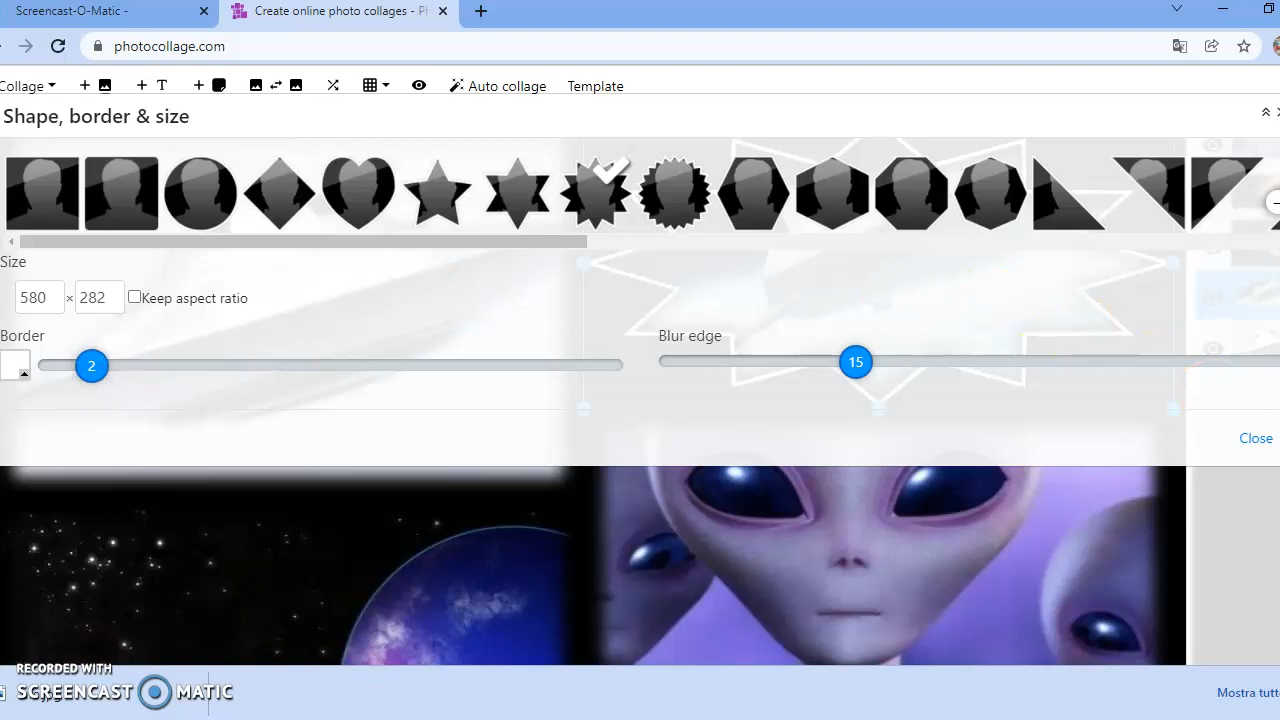 Screencast-O-Matic -
Create online photo collages - P
photocollage.com
Collage
T
Auto collage
Template
Shape, border & size
Size
580 × 282
Keep aspect ratio
Border
Blur edge
2
15
Close
RECORDED WITH
SCREENCAST MATIC
Mostra tutt